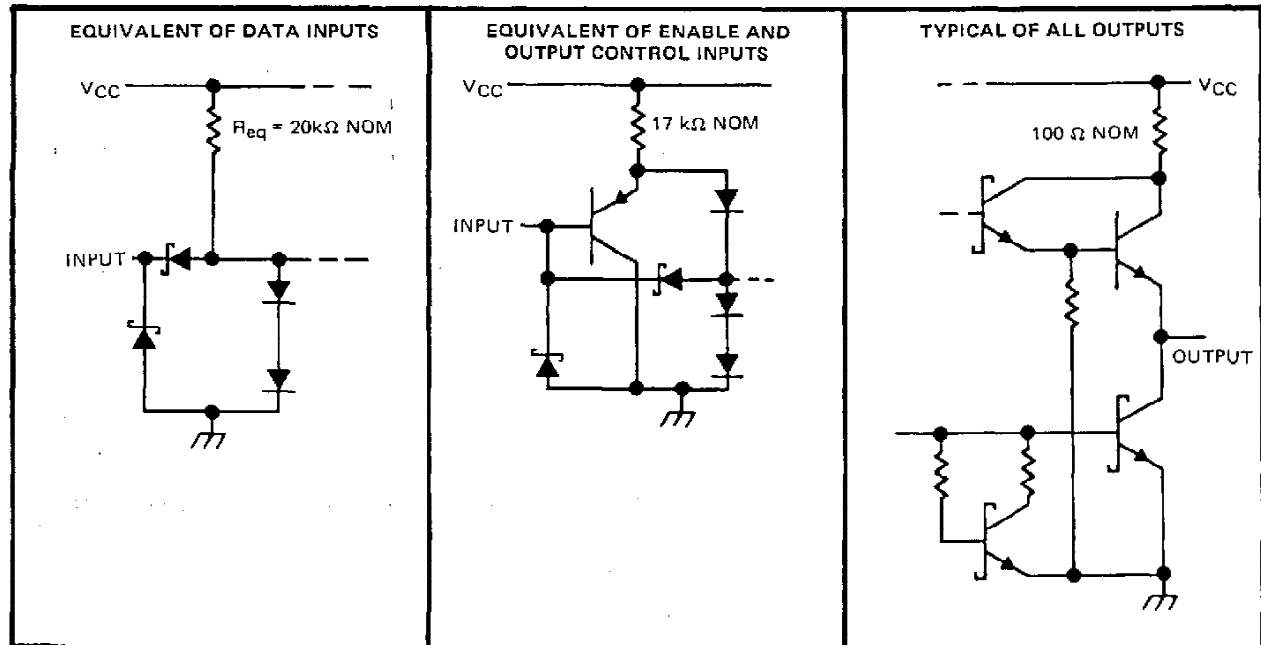 EQUIVALENT OF DATA INPUTS
VCC
Req = 20kΩ NOM
INPUT
EQUIVALENT OF ENABLE AND
OUTPUT CONTROL INPUTS
VCC
17 kΩ NOM
INPUT
TYPICAL OF ALL OUTPUTS
VCC
100 Ω NOM
OUTPUT